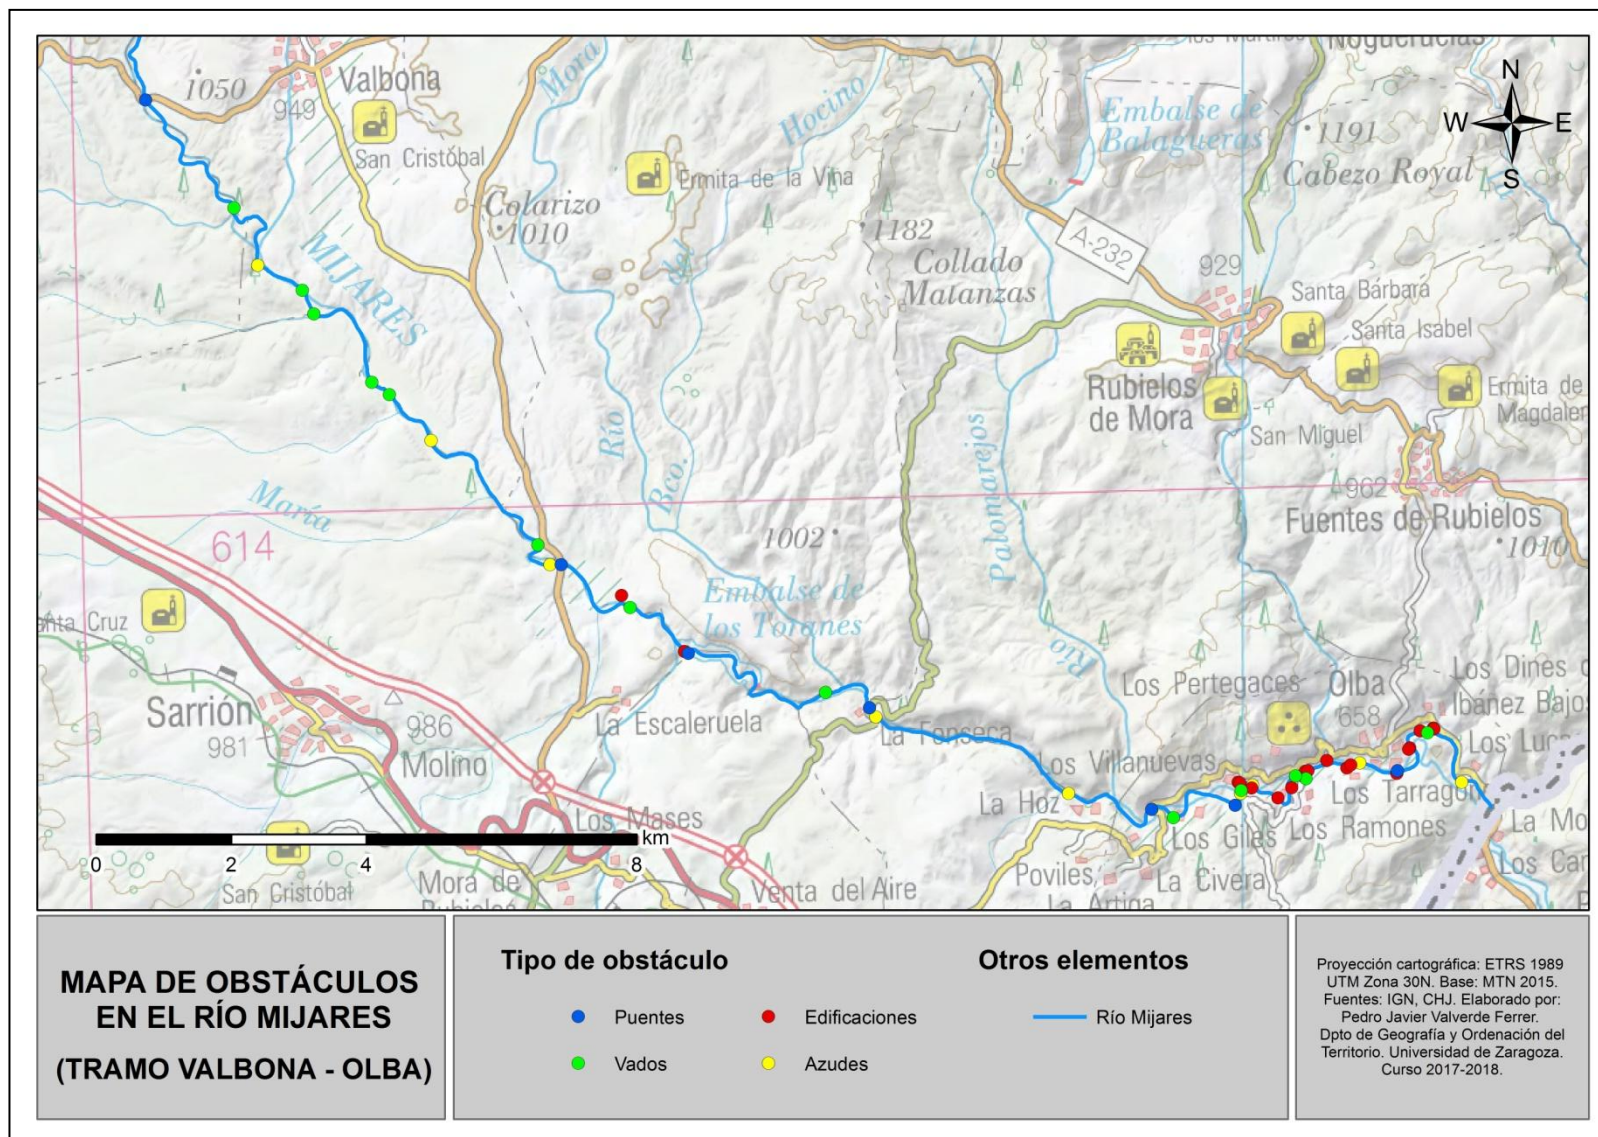 Valbona
1050
949
San Cristóbal
Mora
Hocino
Nogueruelas
Embalse de
Balagueras
1191
Cabezo Royal
N
W
E
S
Ermita de la Viña
Colarizo
1010
MIJARES
del
1182
Collado
Matanzas
A-232
929
Santa Bárbara
Santa Isabel
Rubielos
de Mora
San Miguel
Ermita de
Río
Bco.
Palomarejos
María
614
1002
962
Fuentes de Rubielos
1010
Embalse de
los Toranes
Río
Sarrión
981
986
Molino
La Escaleruela
La Fonseca
Los Pertegaces
Olba
658
Los Dines
Ibánez Bajos
Los Villanuevas
La Hoz
Los Giles
Los Ramones
Los Mases
Poviles
La Civera
Venta del Aire
San Cristóbal
Mora de
0
2
4
8
km
MAPA DE OBSTÁCULOS
EN EL RÍO MIJARES
(TRAMO VALBONA - OLBA)
Tipo de obstáculo
Otros elementos
Puentes
Edificaciones
Río Mijares
Vados
Azudes
Proyección cartográfica: ETRS 1989
UTM Zona 30N. Base: MTN 2015.
Fuentes: IGN, CHJ. Elaborado por:
Pedro Javier Valverde Ferrer.
Dpto de Geografía y Ordenación del
Territorio. Universidad de Zaragoza.
Curso 2017-2018.